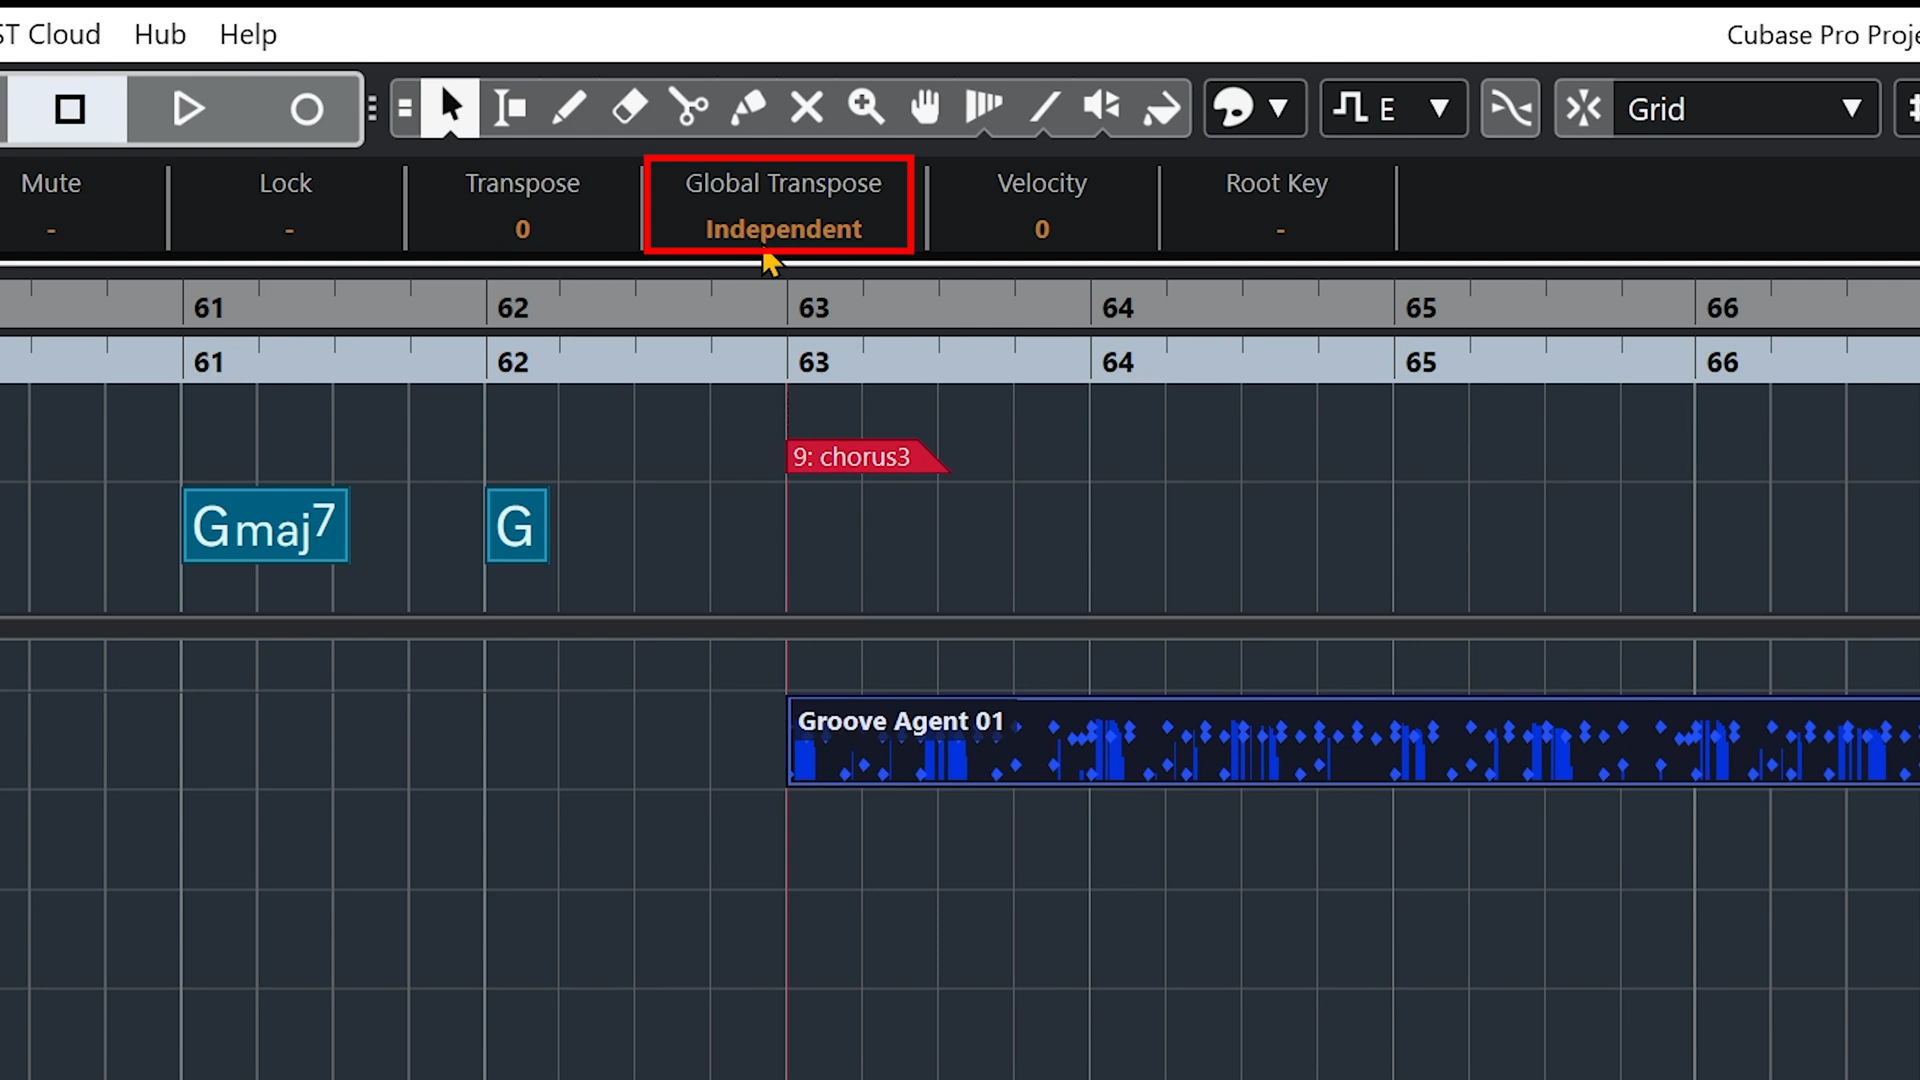 ST Cloud Hub Help Cubase Pro Proje
E Grid
Mute Lock Transpose Global Transpose Velocity Root Key
- - 0 Independent 0 -
61 62 63 64 65 66
61 62 63 64 65 66
9: chorus3
Gmaj7 G
Groove Agent 01